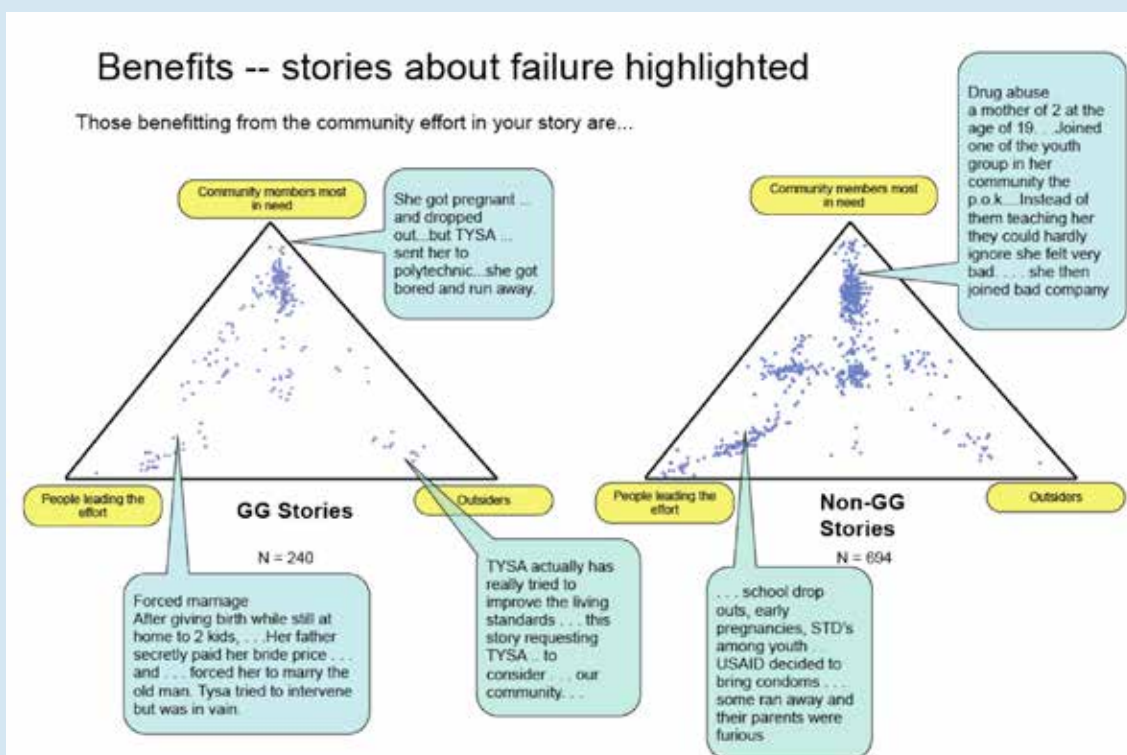 Benefits -- stories about failure highlighted
Those benefitting from the community effort in your story are...
Community members most
in need
She got pregnant ...
and dropped
out...but TYSA ...
sent her to
polytechnic...she got
bored and run away.
People leading the
effort
GG Stories
Outsiders
N = 240
Forced marriage
After giving birth while still at
home to 2 kids, . . .Her father
secretly paid her bride price . . .
and . . . forced her to marry the
old man. Tysa tried to intervene
but was in vain.
TYSA actually has
really tried to
improve the living
standards . . . this
story requesting
TYSA .. to
consider . . . our
community. . .
Community members most
in need
Drug abuse
a mother of 2 at the
age of 19. . .Joined
one of the youth
group in her
community the
p.o.k....Instead of
them teaching her
they could hardly
ignore she felt very
bad. . . . she then
joined bad company
People leading the
effort
Non-GG
Stories
Outsiders
N = 694
. . . school drop
outs, early
pregnancies, STD's
among youth . .
USAID decided to
bring condoms . . .
some ran away and
their parents were
furious